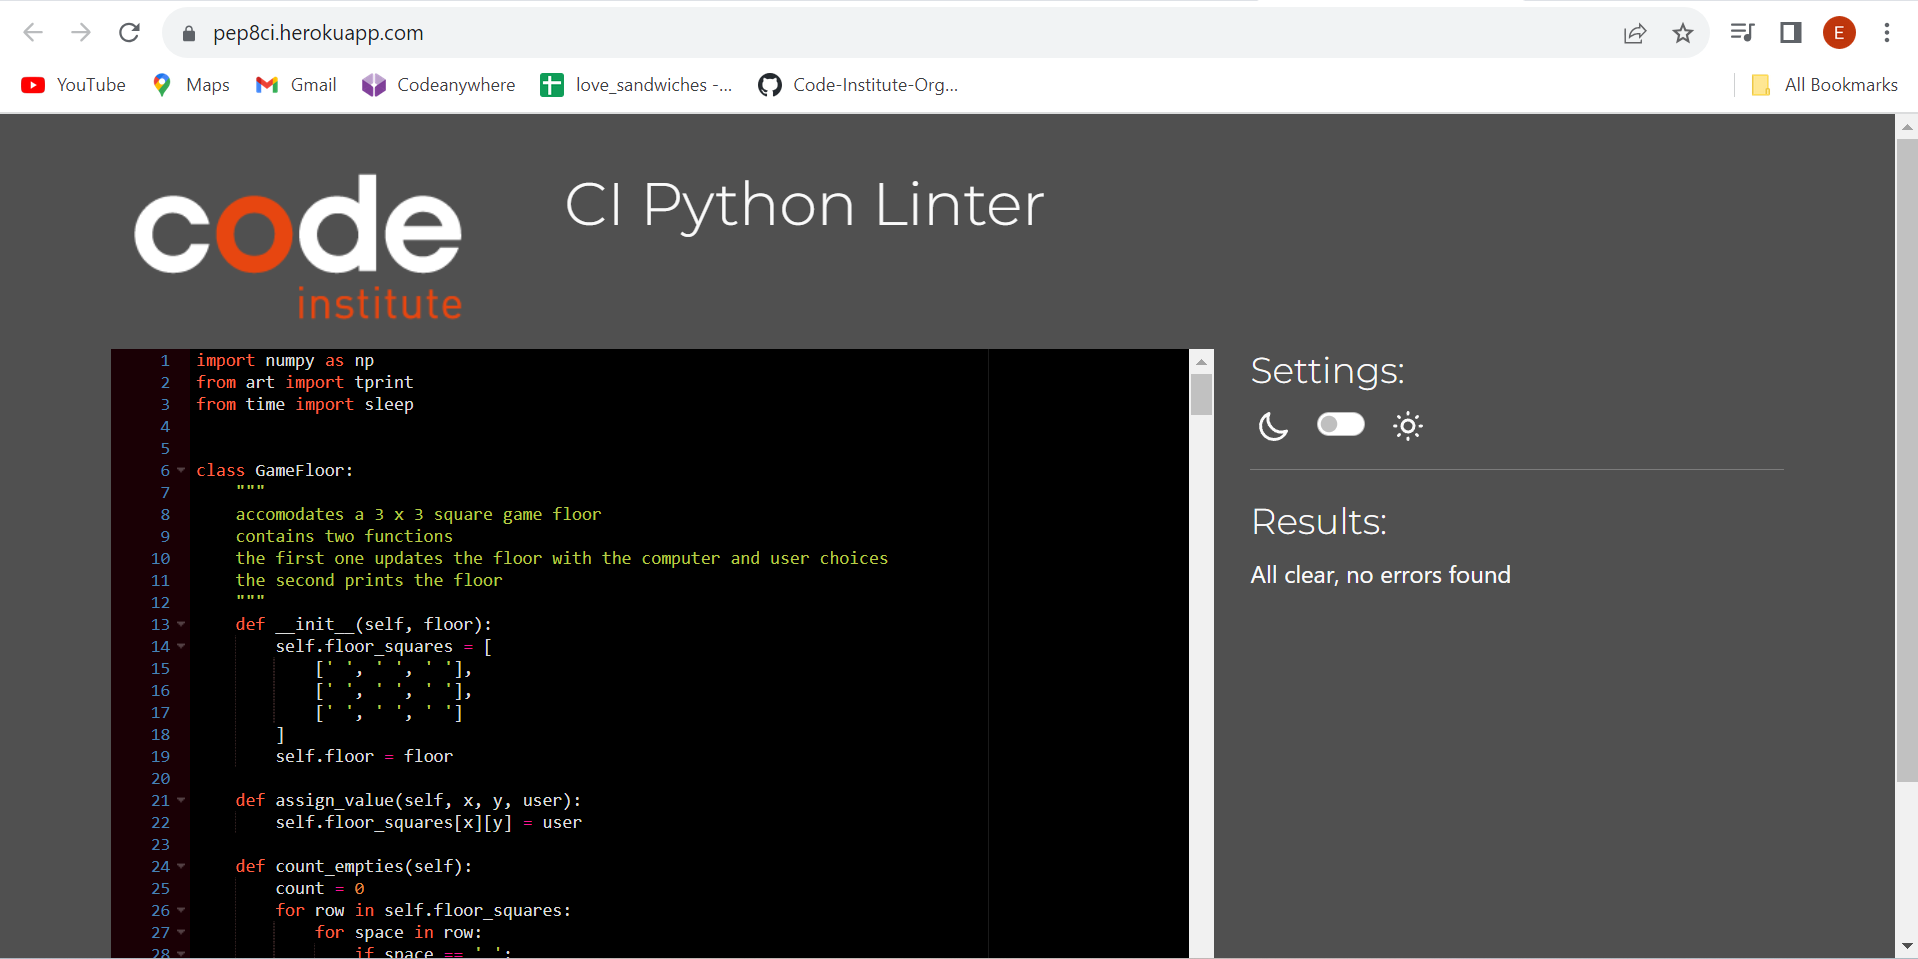 pep8ci.herokuapp.com
E
YouTube Maps Gmail Codeanywhere love_sandwiches -... Code-Institute-Org... All Bookmarks
code
institute
CI Python Linter
1 import numpy as np
2 from art import tprint
3 from time import sleep
4
5
6 class GameFloor:
7     """
8     accomodates a 3 x 3 square game floor
9     contains two functions
10     the first one updates the floor with the computer and user choices
11     the second prints the floor
12     """
13     def __init__(self, floor):
14         self.floor_squares = [
15             [' ', ' ', ' '],
16             [' ', ' ', ' '],
17             [' ', ' ', ' ']
18         ]
19         self.floor = floor
20
21     def assign_value(self, x, y, user):
22         self.floor_squares[x][y] = user
23
24     def count_empties(self):
25         count = 0
26         for row in self.floor_squares:
27             for space in row:
28                 if space == ' ':
Settings:
Results:
All clear, no errors found